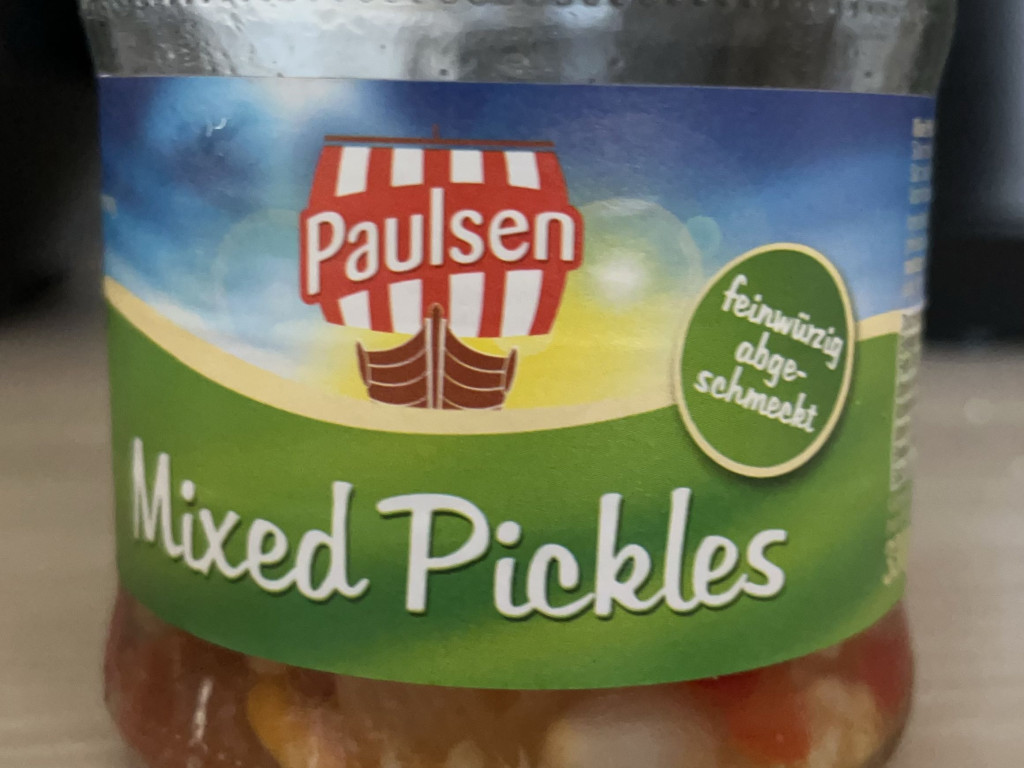 Paulsen
feinwürzig
abge-
schmeckt
Mixed Pickles